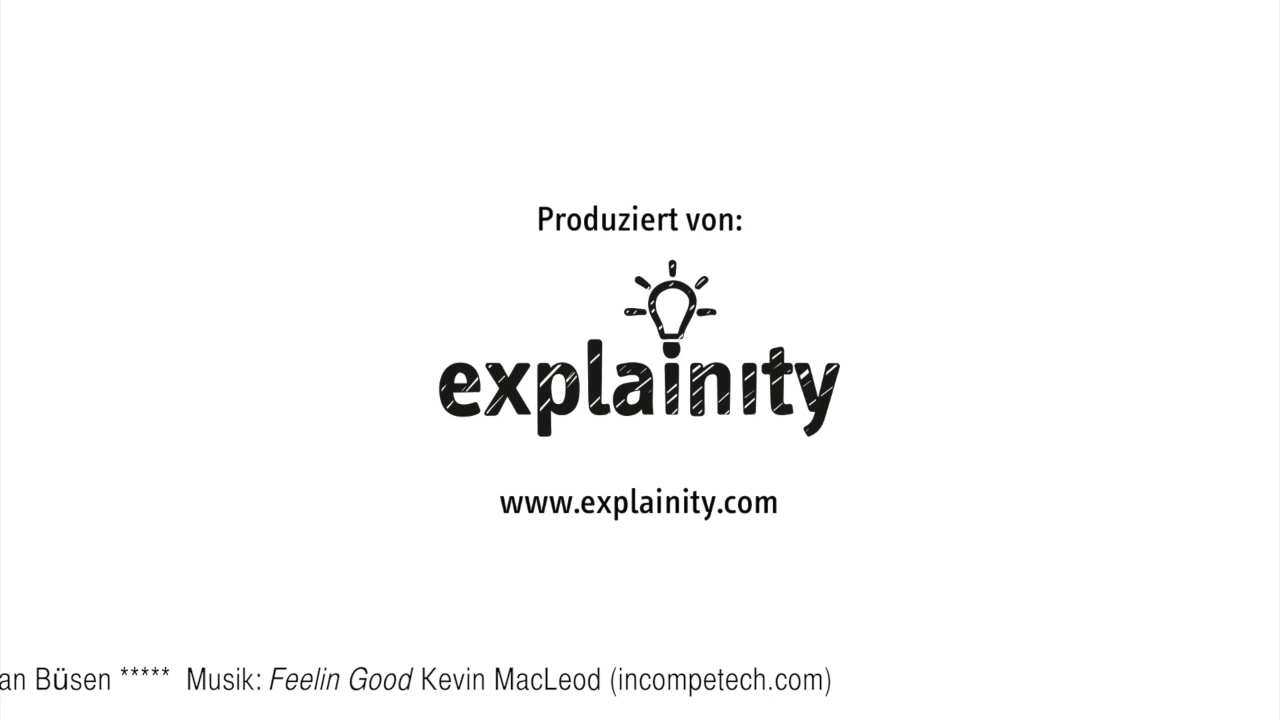 Produziert von:
explainity
www.explainity.com
an Büsen ***** Musik: Feelin Good Kevin MacLeod (incompetech.com)